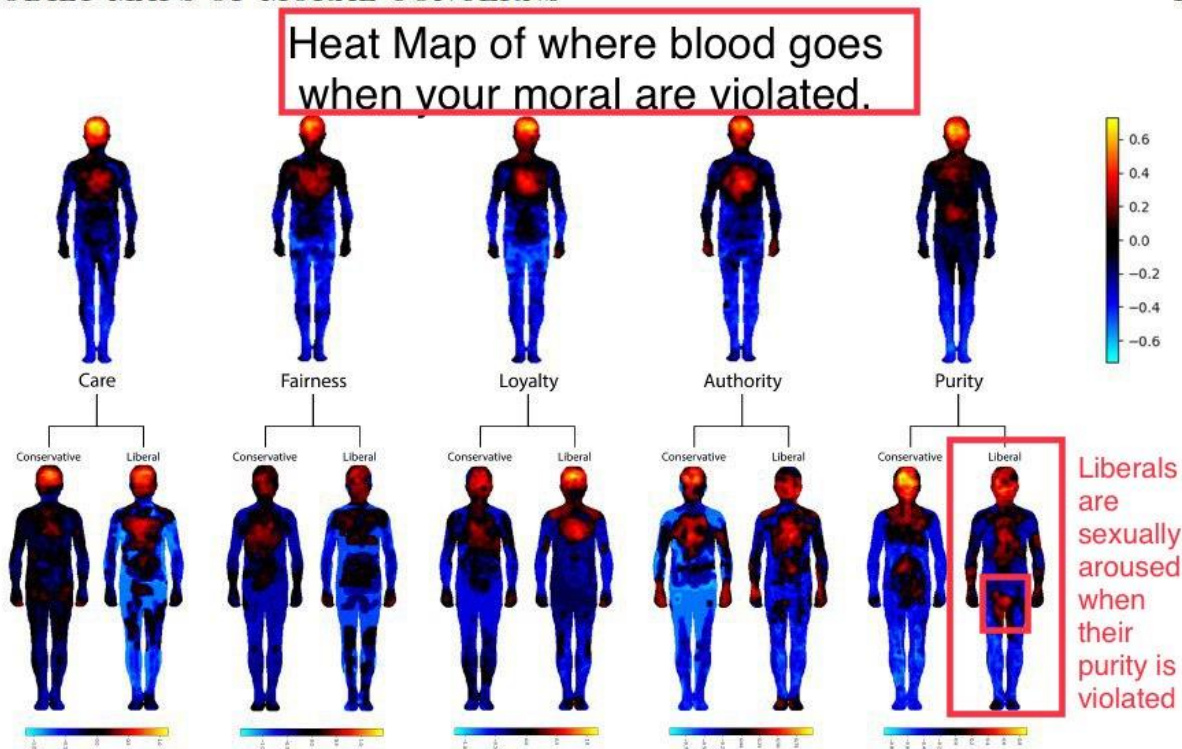 Heat Map of where blood goes
when your moral are violated.
0.6
0.4
0.2
0.0
−0.2
−0.4
−0.6
Care Fairness Loyalty Authority Purity
Conservative Liberal Conservative Liberal Conservative Liberal Conservative Liberal Conservative Liberal
Liberals
are
sexually
aroused
when
their
purity is
violated